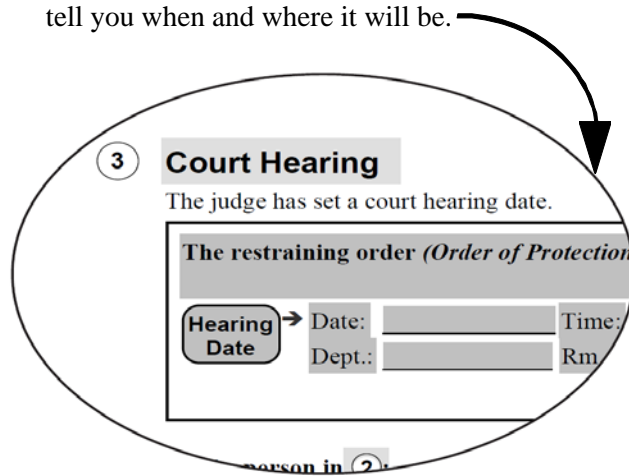 tell you when and where it will be.
3 Court Hearing
The judge has set a court hearing date.
The restraining order (Order of Protection
Hearing Date
Date: Time:
Dept.: Rm
person in 2: